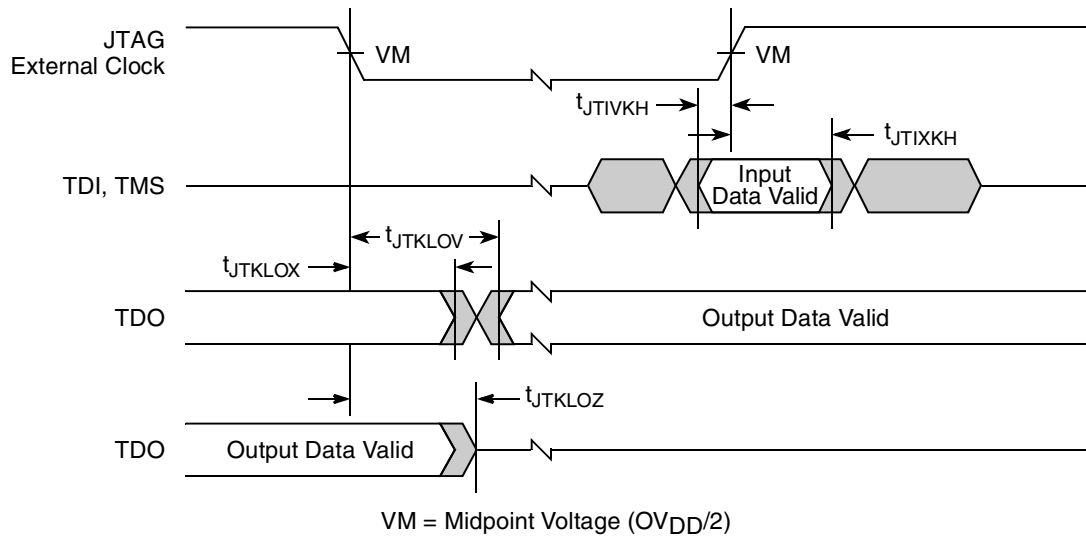 JTAG
External Clock
VM
VM
tJTIVKH
tJTIXKH
TDI, TMS
Input
Data Valid
tJTKLOV
tJTKLOX
TDO
Output Data Valid
tJTKLOZ
TDO
Output Data Valid
VM = Midpoint Voltage (OVDD/2)